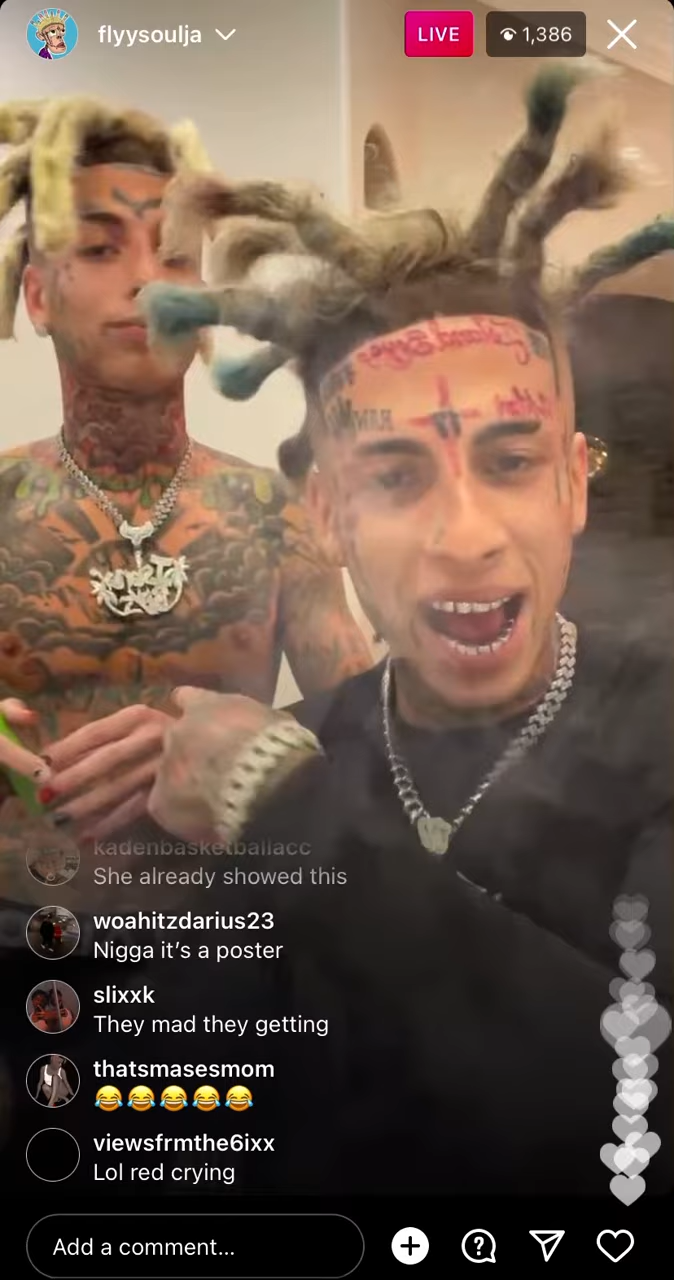 flyysoulja
LIVE
1,386
kadenbasketballacc
She already showed this
woahitzdarius23
Nigga it’s a poster
slixxk
They mad they getting
thatsmasesmom
😂😂😂😂😂
viewsfrmthe6ixx
Lol red crying
Add a comment...